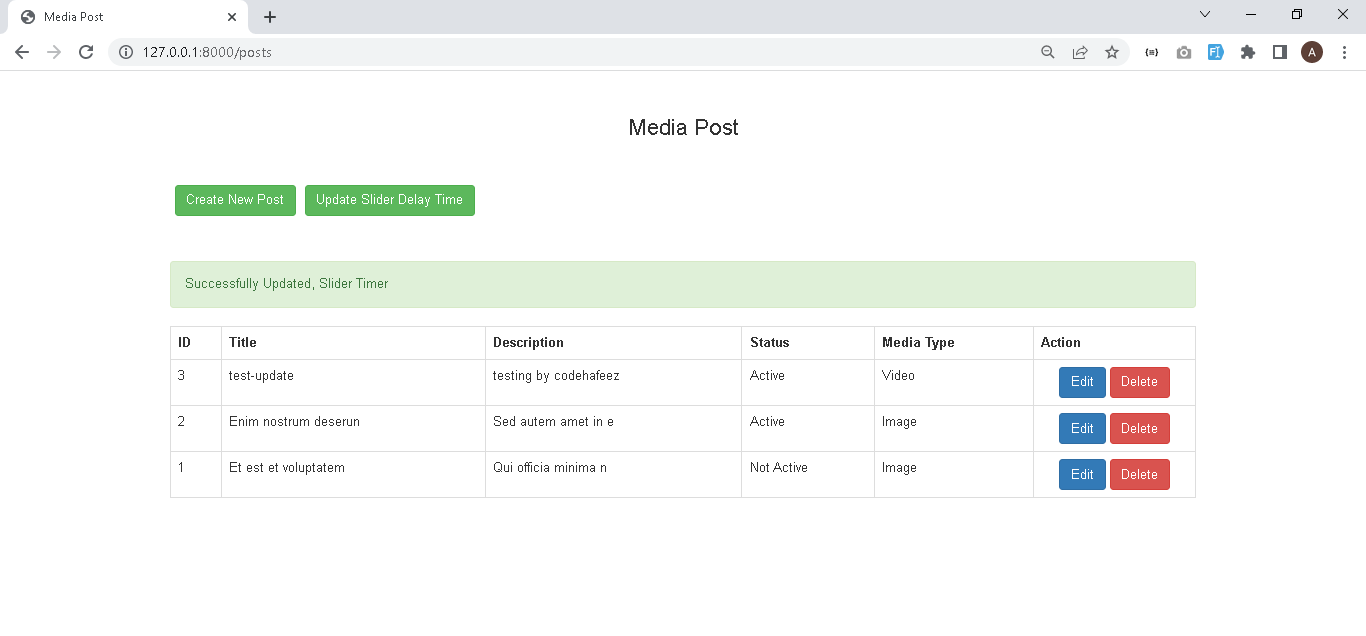 Media Post
127.0.0.1:8000/posts
A
Media Post
Create New Post Update Slider Delay Time
Successfully Updated, Slider Timer
ID Title Description Status Media Type Action
3 test-update testing by codehafeez Active Video Edit Delete
2 Enim nostrum deserun Sed autem amet in e Active Image Edit Delete
1 Et est et voluptatem Qui officia minima n Not Active Image Edit Delete